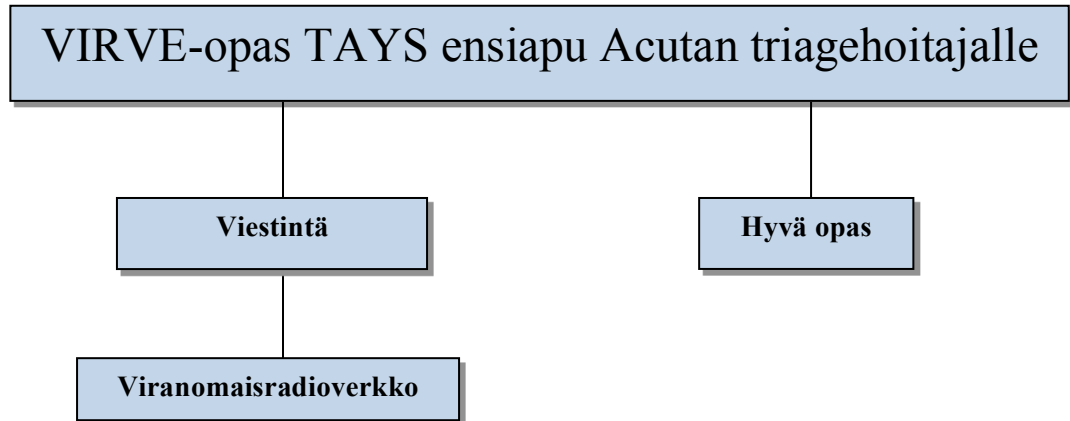 VIRVE-opas TAYS ensiapu Acutan triagehoitajalle
Viestintä
Hyvä opas
Viranomaisradioverkko